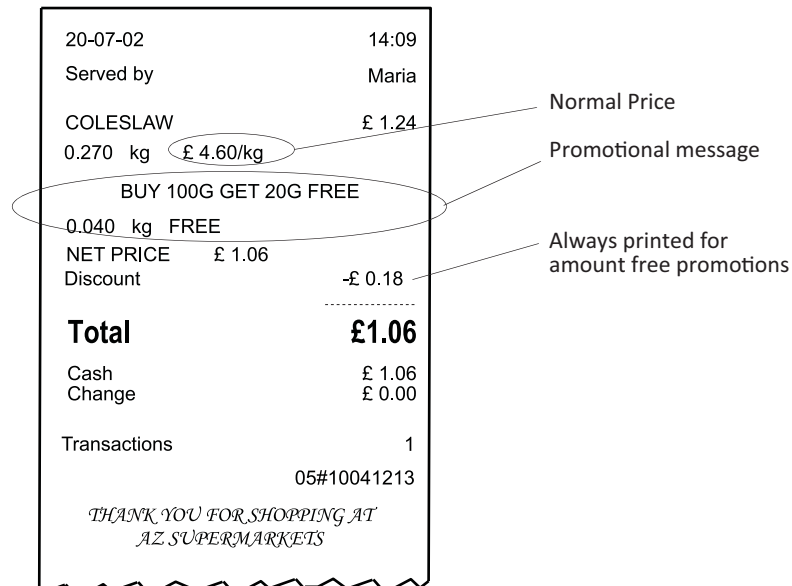 20-07-02 14:09
Served by Maria
COLESLAW £ 1.24
0.270 kg £ 4.60/kg
BUY 100G GET 20G FREE
0.040 kg FREE
NET PRICE £ 1.06
Discount -£ 0.18
Total £1.06
Cash £ 1.06
Change £ 0.00
Transactions 1
05#10041213
THANK YOU FOR SHOPPING AT
AZ SUPERMARKETS
Normal Price
Promotional message
Always printed for
amount free promotions